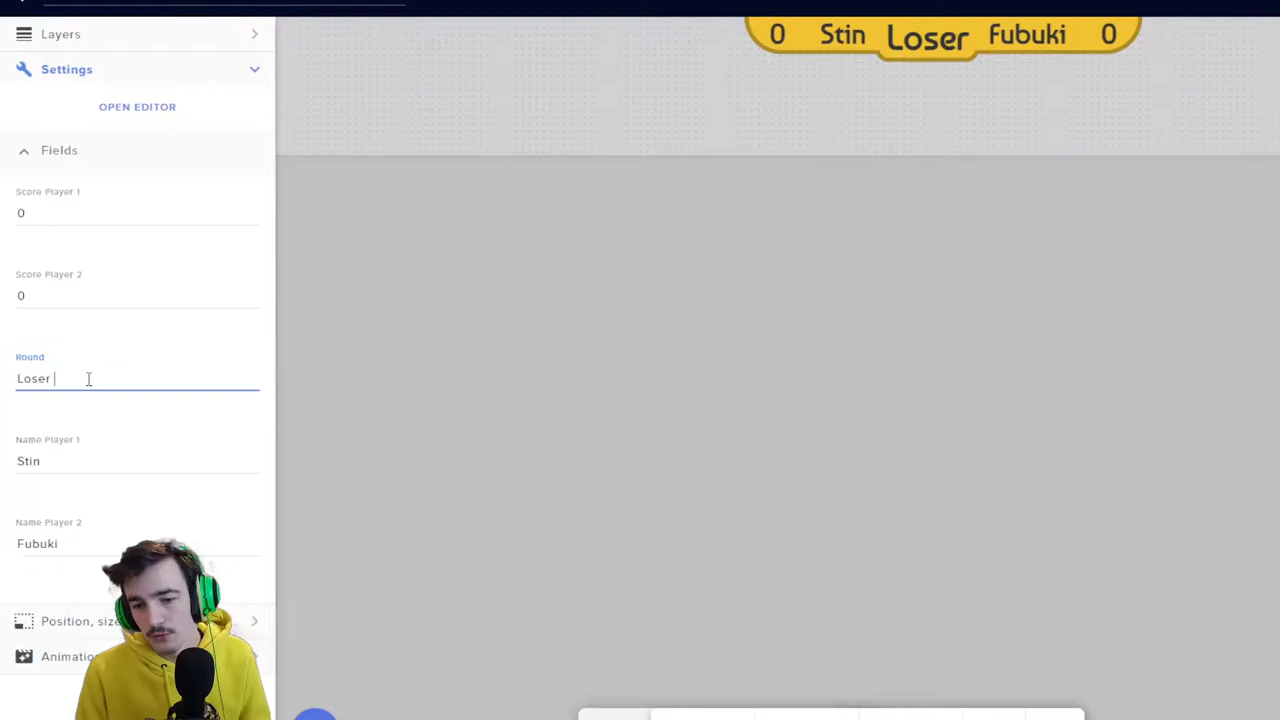 Layers
Settings
OPEN EDITOR
Fields
Score Player 1
0
Score Player 2
0
Round
Loser
Name Player 1
Stin
Name Player 2
Fubuki
Position, size
Animatio
0 Stin Loser Fubuki 0